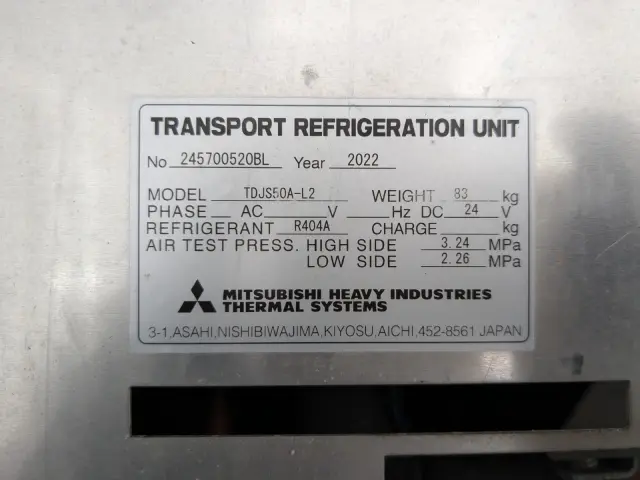 TRANSPORT REFRIGERATION UNIT
No 245700520BL Year 2022
MODEL TDJS50A-L2 WEIGHT 83 kg
PHASE AC V Hz DC 24 V
REFRIGERANT R404A CHARGE kg
AIR TEST PRESS. HIGH SIDE 3.24 MPa
LOW SIDE 2.26 MPa
MITSUBISHI HEAVY INDUSTRIES
THERMAL SYSTEMS
3-1,ASAHI,NISHIBIWAJIMA,KIYOSU,AICHI,452-8561 JAPAN